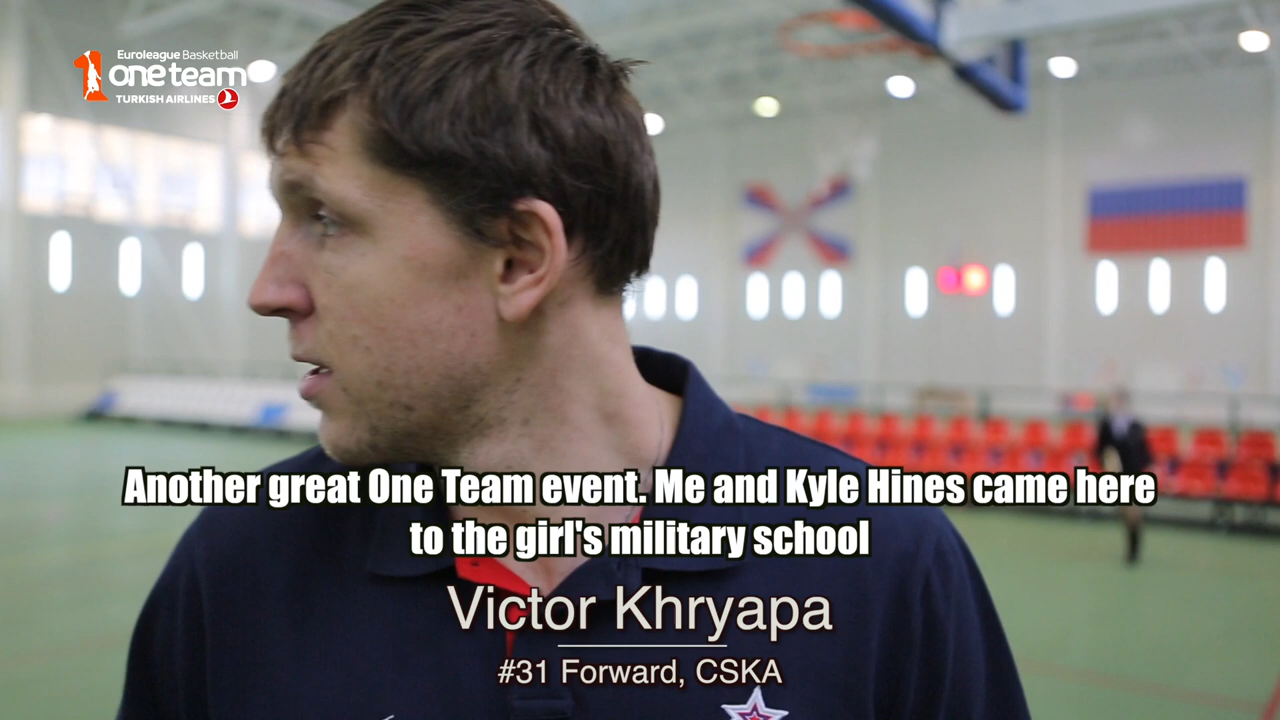 Euroleague Basketball
1 one team
TURKISH AIRLINES
Another great One Team event. Me and Kyle Hines came here
to the girl's military school
Victor Khryapa
#31 Forward, CSKA